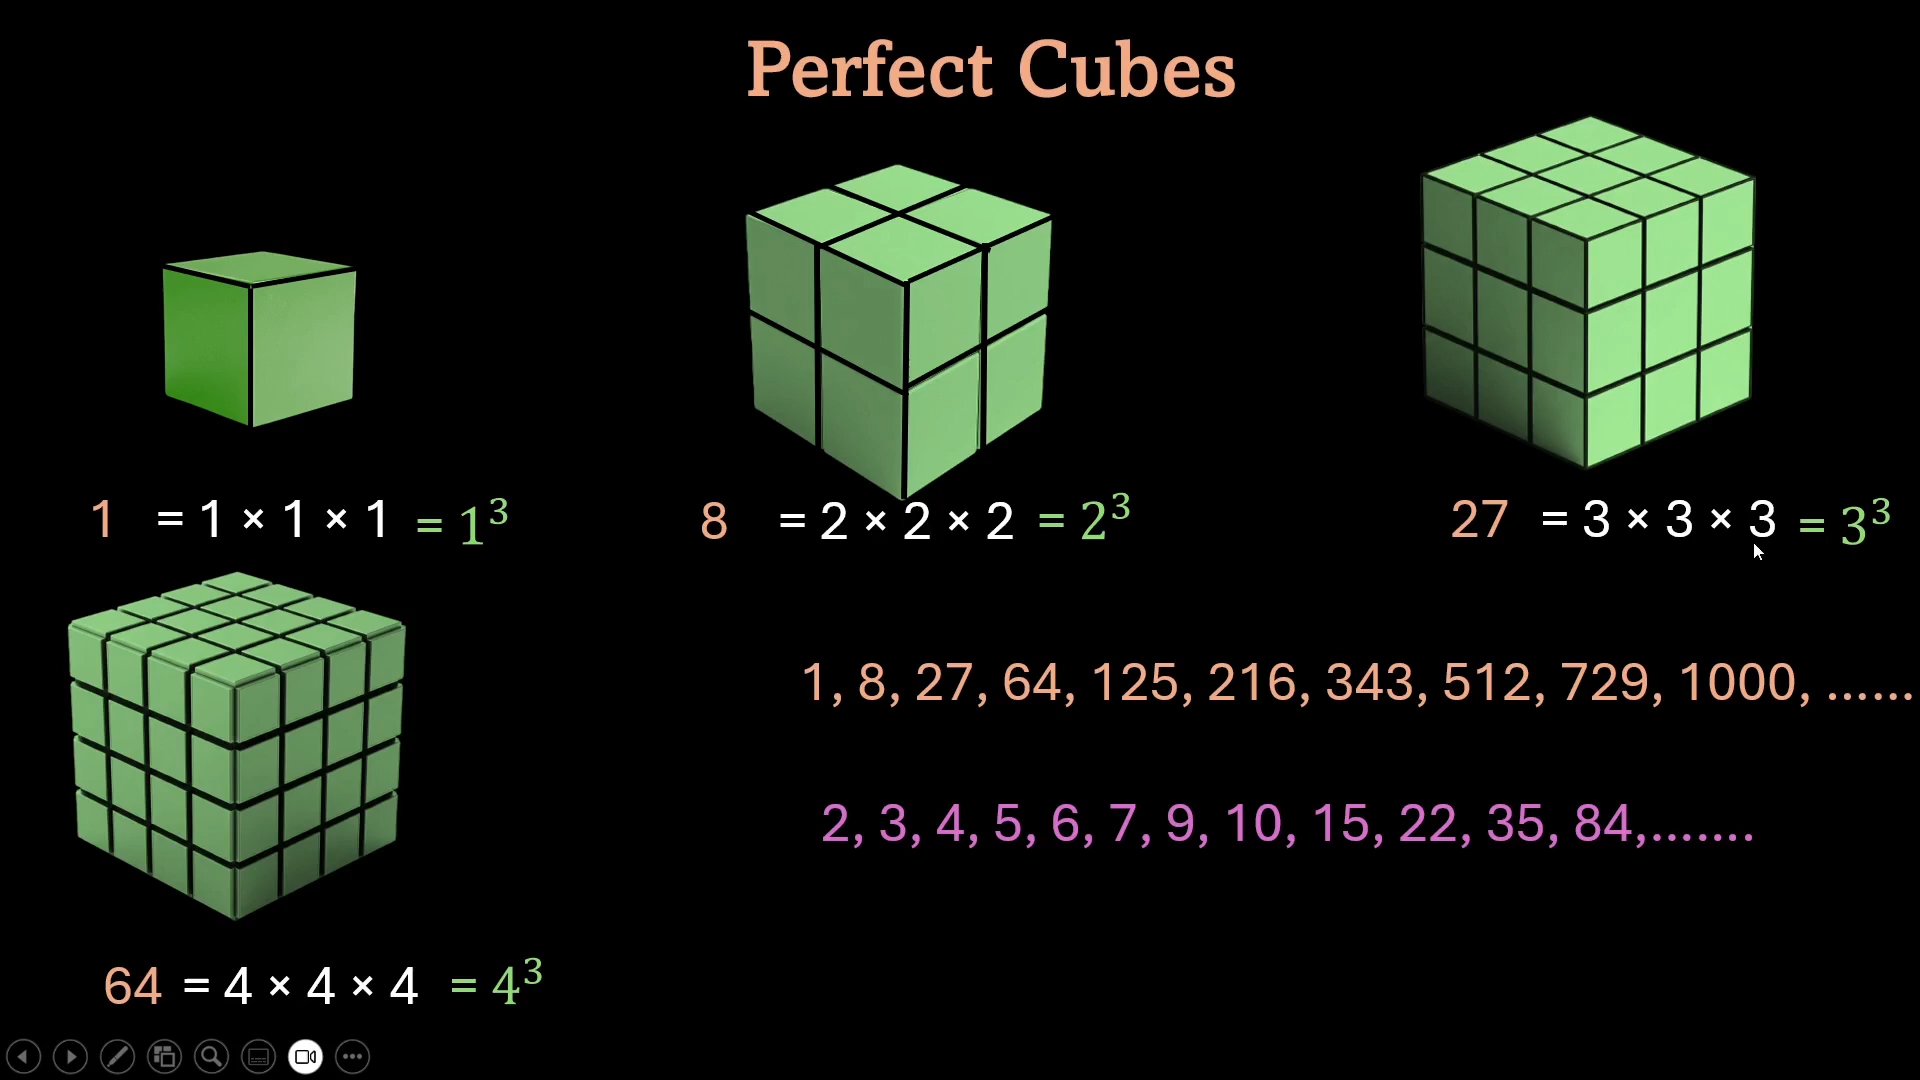 Perfect Cubes
1 = 1 × 1 × 1 = 1³
8 = 2 × 2 × 2 = 2³
27 = 3 × 3 × 3 = 3³
1, 8, 27, 64, 125, 216, 343, 512, 729, 1000, ......
2, 3, 4, 5, 6, 7, 9, 10, 15, 22, 35, 84,.......
64 = 4 × 4 × 4 = 4³